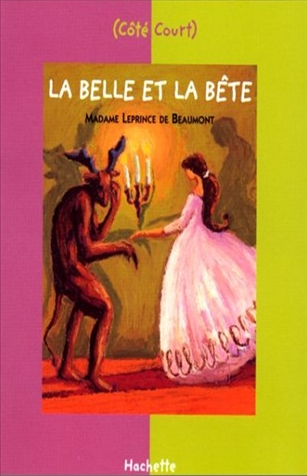 (Côté Court)
LA BELLE ET LA BÊTE
MADAME LEPRINCE DE BEAUMONT
Hachette